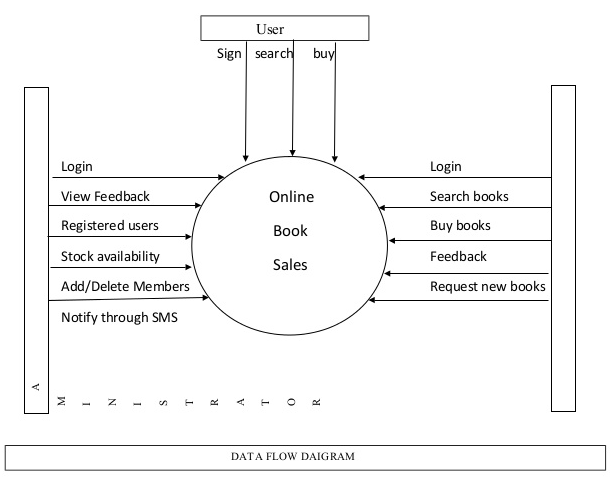 User
Sign search buy
Login
View Feedback
Registered users
Stock availability
Add/Delete Members
Notify through SMS
Online
Book
Sales
Login
Search books
Buy books
Feedback
Request new books
A
M I N I S T R A T O R
DATA FLOW DAIGRAM